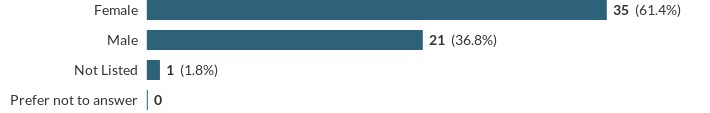 Female 35 (61.4%)
Male 21 (36.8%)
Not Listed 1 (1.8%)
Prefer not to answer 0